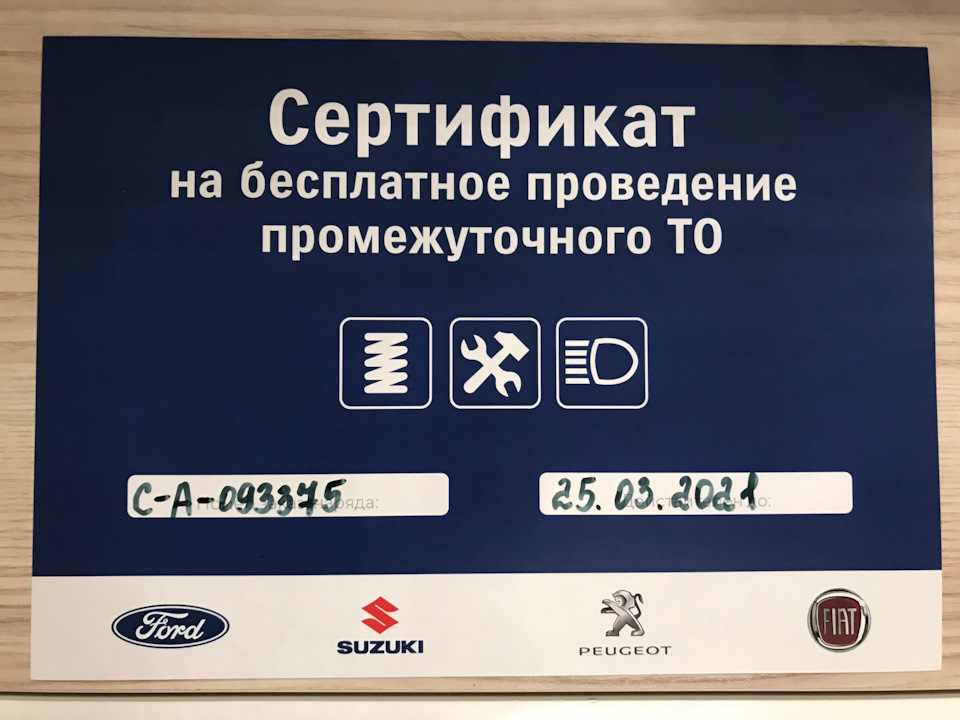 Сертификат
на бесплатное проведение
промежуточного ТО
С-А-093375
25.03.2021
Ford
SUZUKI
PEUGEOT
FIAT